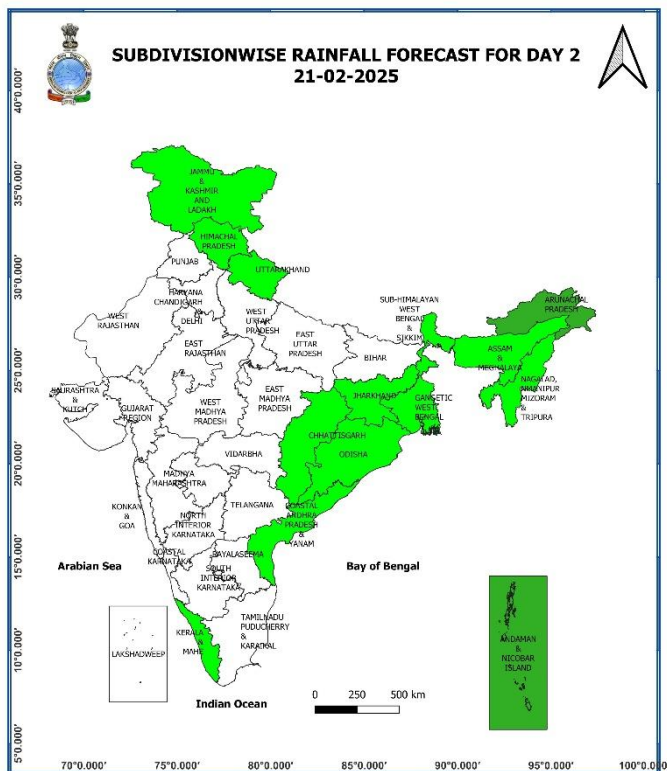 SUBDIVISIONWISE RAINFALL FORECAST FOR DAY 2
21-02-2025
40°0.000'
35°0.000'
30°0.000'
25°0.000'
20°0.000'
15°0.000'
10°0.000'
5°0.000'
JAMMU
&
KASHMIR
AND
LADAKH
HIMACHAL
PRADESH
PUNJAB
UTTARAKHAND
HARYANA
CHANDIGARH
&
DELHI
WEST
RAJASTHAN
WEST
UTTAR
PRADESH
EAST
UTTAR
PRADESH
EAST
RAJASTHAN
SUB-HIMALAYAN
WEST
BENGAL
&
SIKKIM
ARUNACHAL
PRADESH
BIHAR
ASSAM
&
MEGHALAYA
SAURASHTRA
&
KUTCH
GUJARAT
REGION
WEST
MADHYA
PRADESH
EAST
MADHYA
PRADESH
JHARKHAND
GANGETIC
WEST
BENGAL
MIZORAM
&
TRIPURA
CHHATTISGARH
ODISHA
VIDARBHA
MADHYA
MAHARASHTRA
KONKAN
&
GOA
TELANGANA
NORTH
INTERIOR
KARNATAKA
COASTAL
PRADESH
&
YANAM
COASTAL
KARNATAKA
RAYALASEEMA
SOUTH
INTERIOR
KARNATAKA
Arabian Sea
Bay of Bengal
LAKSHADWEEP
KERALA
&
MAHE
TAMILNADU
PUDUCHERRY
&
KARAIKAL
ANDAMAN
&
NICOBAR
ISLAND
Indian Ocean
0 250 500 km
70°0.000' 75°0.000' 80°0.000' 85°0.000' 90°0.000' 95°0.000' 100°0.0